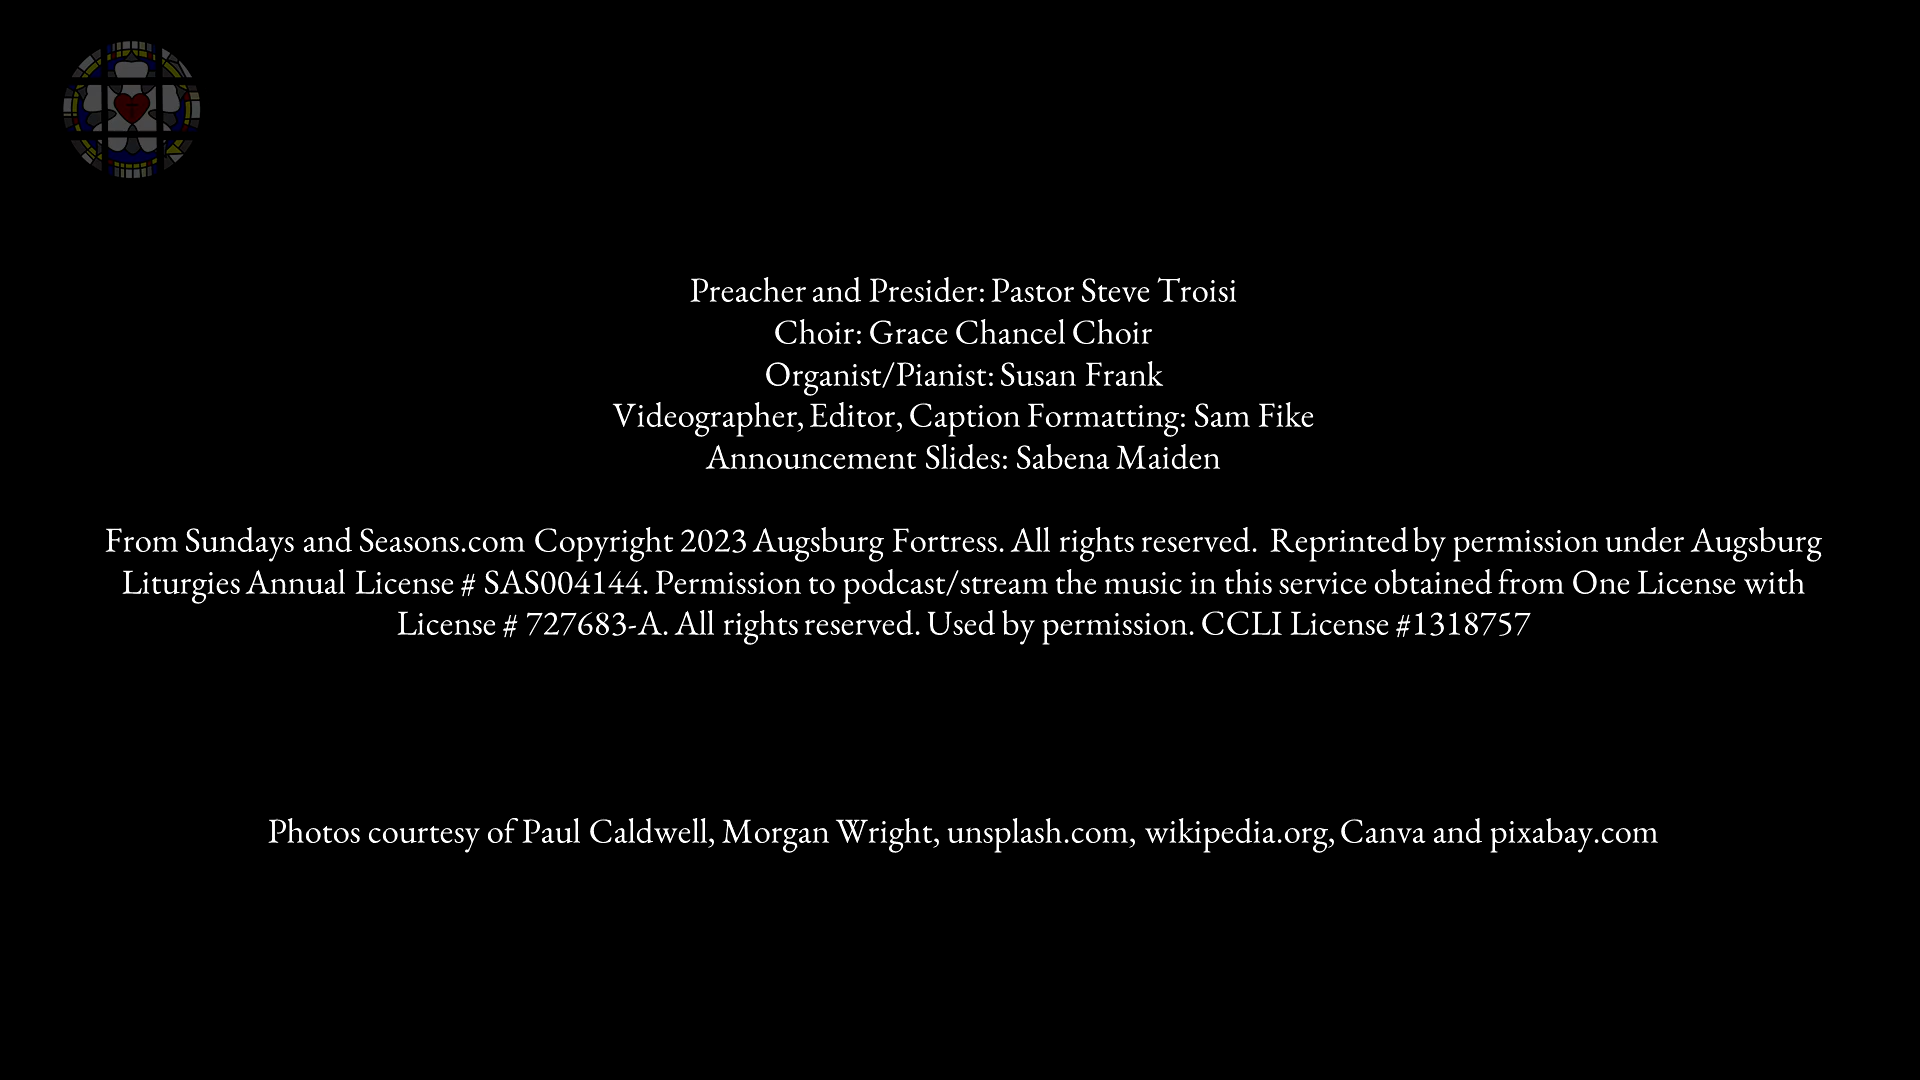 Preacher and Presider: Pastor Steve Troisi
Choir: Grace Chancel Choir
Organist/Pianist: Susan Frank
Videographer, Editor, Caption Formatting: Sam Fike
Announcement Slides: Sabena Maiden
From Sundays and Seasons.com Copyright 2023 Augsburg Fortress. All rights reserved. Reprinted by permission under Augsburg
Liturgies Annual License # SAS004144. Permission to podcast/stream the music in this service obtained from One License with
License # 727683-A. All rights reserved. Used by permission. CCLI License #1318757
Photos courtesy of Paul Caldwell, Morgan Wright, unsplash.com, wikipedia.org, Canva and pixabay.com